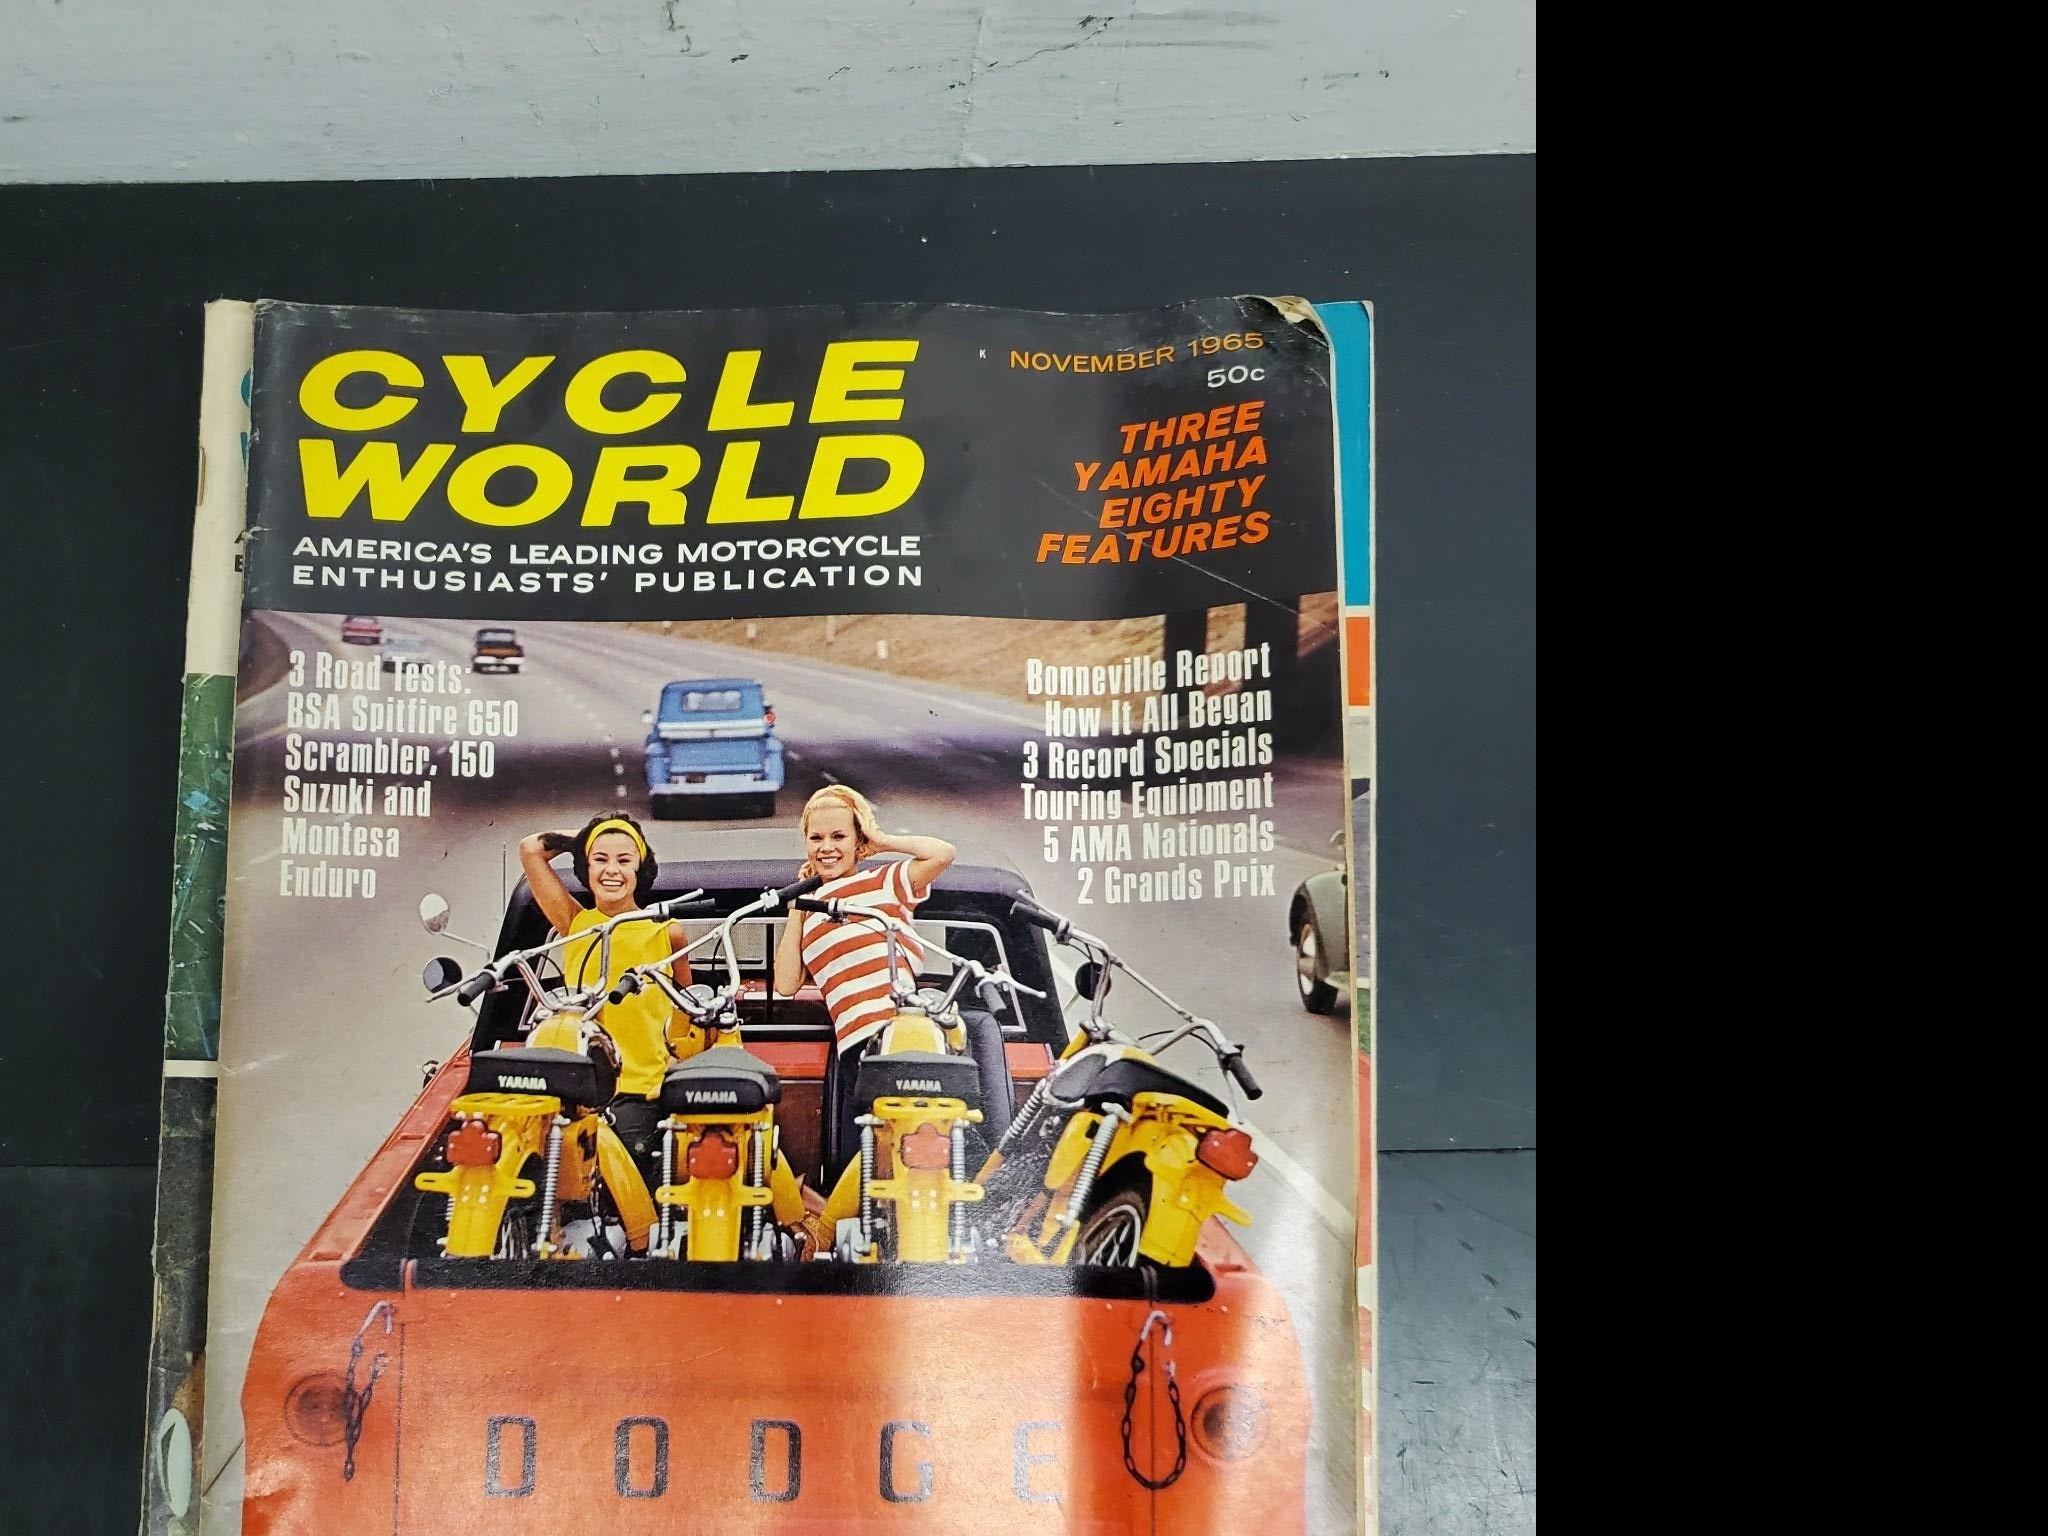 CYCLE
WORLD
AMERICA'S LEADING MOTORCYCLE
ENTHUSIASTS' PUBLICATION
K
NOVEMBER 1965
50c
THREE
YAMAHA
EIGHTY
FEATURES
3 Road Tests:
BSA Spitfire 650
Scrambler, 150
Suzuki and
Montesa
Enduro
Bonneville Report
How It All Began
3 Record Specials
Touring Equipment
5 AMA Nationals
2 Grands Prix
YAMAHA
YAMAHA
YAMAHA
DODGE